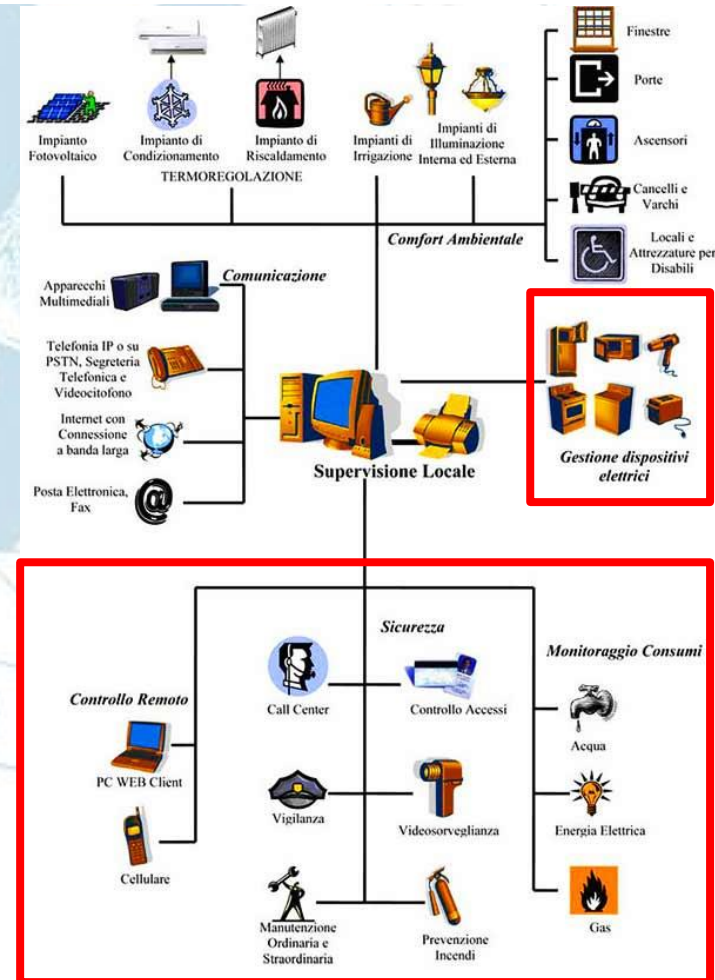 Finestre
Porte
Ascensori
Cancelli e
Varchi
Locali e
Attrezzature per
Disabili
Impianto
Fotovoltaico
Impianto di
Condizionamento
Impianto di
Riscaldamento
TERMOREGOLAZIONE
Impianti di
Irrigazione
Impianti di
Illuminazione
Interna ed Esterna
Comfort Ambientale
Comunicazione
Apparecchi
Multimediali
Telefonia IP o su
PSTN, Segreteria
Telefonica e
Videocitofono
Internet con
Connessione
a banda larga
Posta Elettronica,
Fax
@
Supervisione Locale
Gestione dispositivi
elettrici
Controllo Remoto
PC WEB Client
Cellulare
Sicurezza
Call Center
Controllo Accessi
Vigilanza
Videosorveglianza
Manutenzione
Ordinaria e
Straordinaria
Prevenzione
Incendi
Monitoraggio Consumi
Acqua
Energia Elettrica
Gas